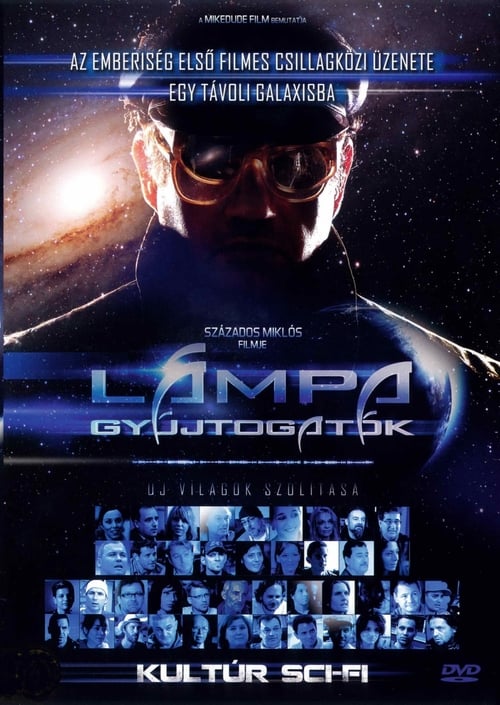 A MIKEDUDE FILM BEMUTATJA
AZ EMBERISÉG ELSŐ FILMES CSILLAGKÖZI ÜZENETE
EGY TÁVOLI GALAXISBA
SZÁZADOS MIKLÓS
FILMJE
LÁMPA
GYÚJTOGATÓK
ÚJ VILÁGOK SZÓLÍTÁSA
KULTÚR SCI-FI
DVD